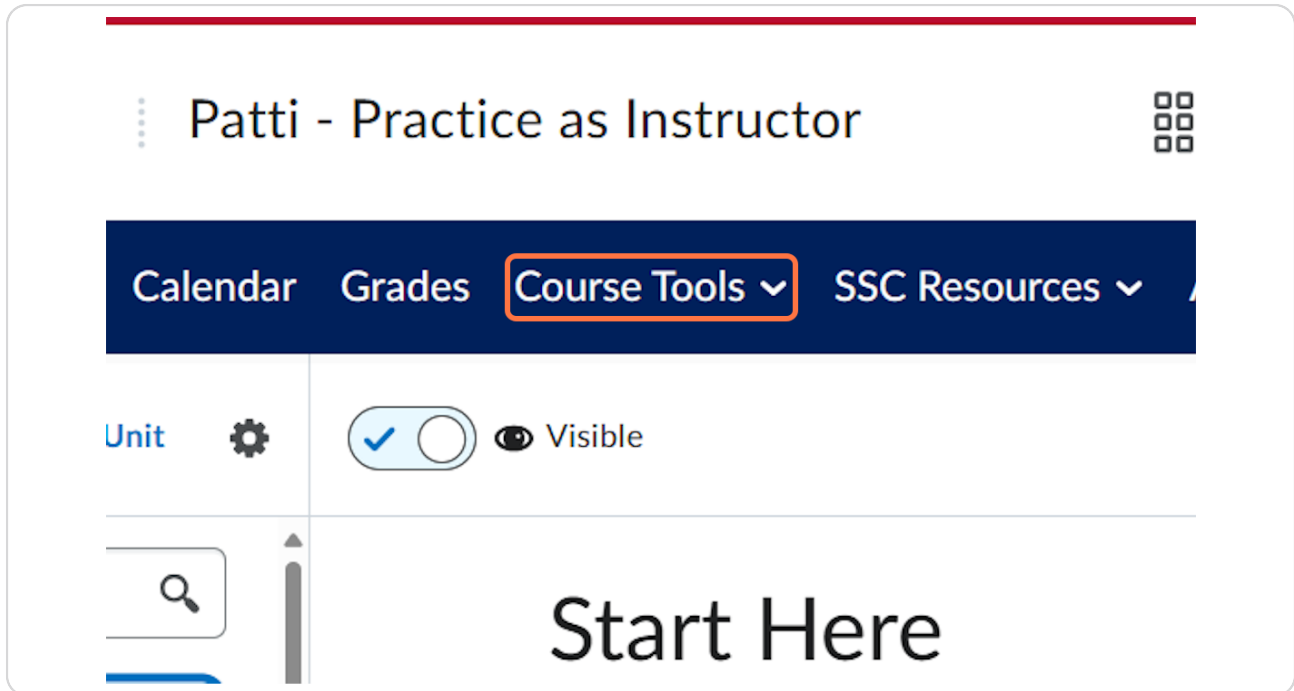 Patti - Practice as Instructor
Calendar Grades Course Tools SSC Resources
Unit Visible
Start Here